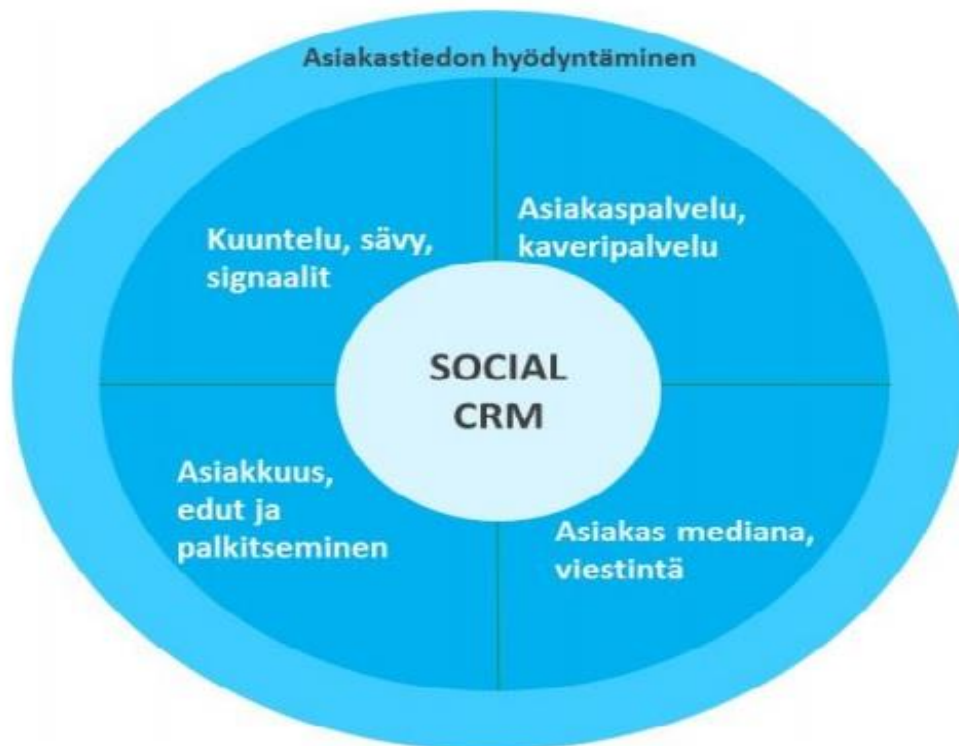 Asiakastiedon hyödyntäminen
Kuuntelu, sävy,
signaalit
Asiakaspalvelu,
kaveripalvelu
SOCIAL
CRM
Asiakkuus,
edut ja
palkitseminen
Asiakas mediana,
viestintä